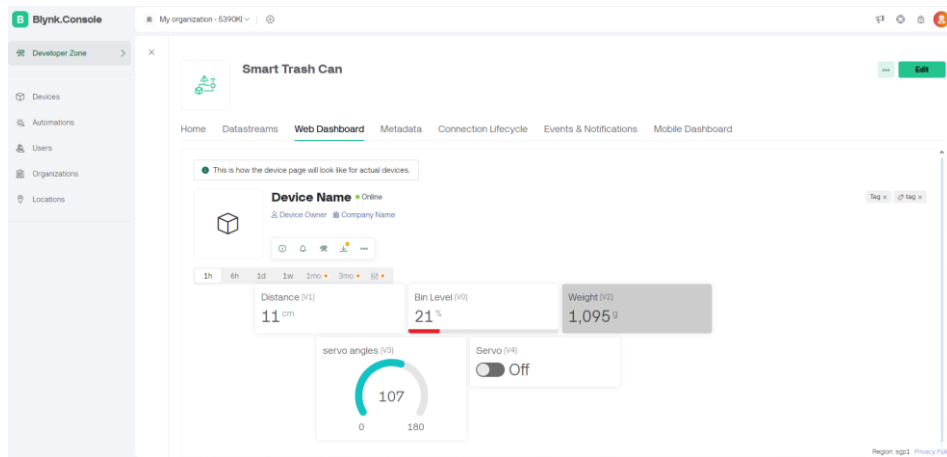 B Blynk.Console
My organization - 5390KI
Developer Zone
Devices
Automations
Users
Organizations
Locations
Smart Trash Can
Edit
Home Datastreams Web Dashboard Metadata Connection Lifecycle Events & Notifications Mobile Dashboard
This is how the device page will look like for actual devices.
Device Name Online
Device Owner Company Name
Tag × tag ×
1h 6h 1d 1w 1mo 3mo
Distance (V1)
11 cm
Bin Level (V0)
21 %
Weight (V2)
1,095 g
servo angles (V3)
107
0 180
Servo (V4)
Off
Region: sgp1 Privacy Pol